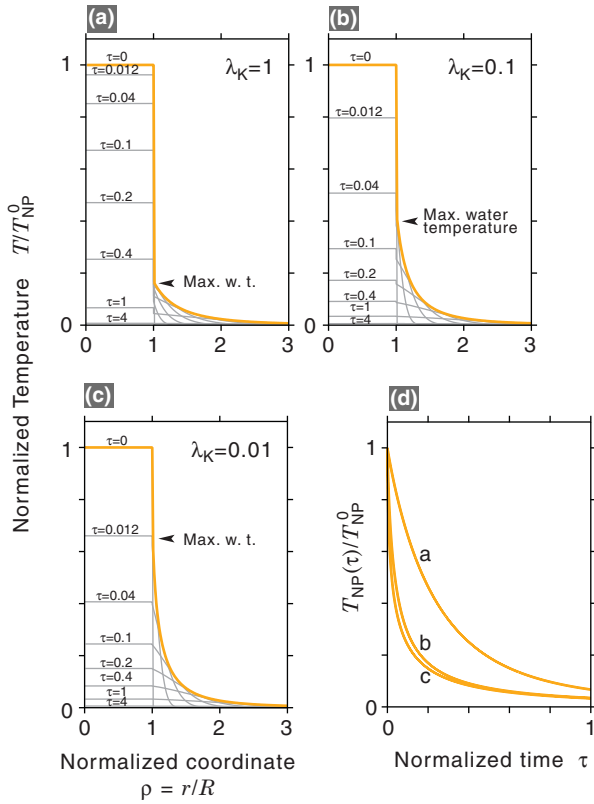 (a)
τ=0
τ=0.012
τ=0.04
τ=0.1
τ=0.2
τ=0.4
τ=1
τ=4
λK=1
Max. w. t.
1
0
0 1 2 3
(b)
τ=0
τ=0.012
τ=0.04
τ=0.1
τ=0.2
τ=0.4
τ=1
τ=4
λK=0.1
Max. water
temperature
1
0
0 1 2 3
Normalized Temperature T/T⁰NP
(c)
τ=0
τ=0.012
τ=0.04
τ=0.1
τ=0.2
τ=0.4
τ=1
τ=4
λK=0.01
Max. w. t.
1
0
0 1 2 3
Normalized coordinate
ρ = r/R
(d)
a
b
c
TNP(τ)/T⁰NP
1
0
0 1
Normalized time τ